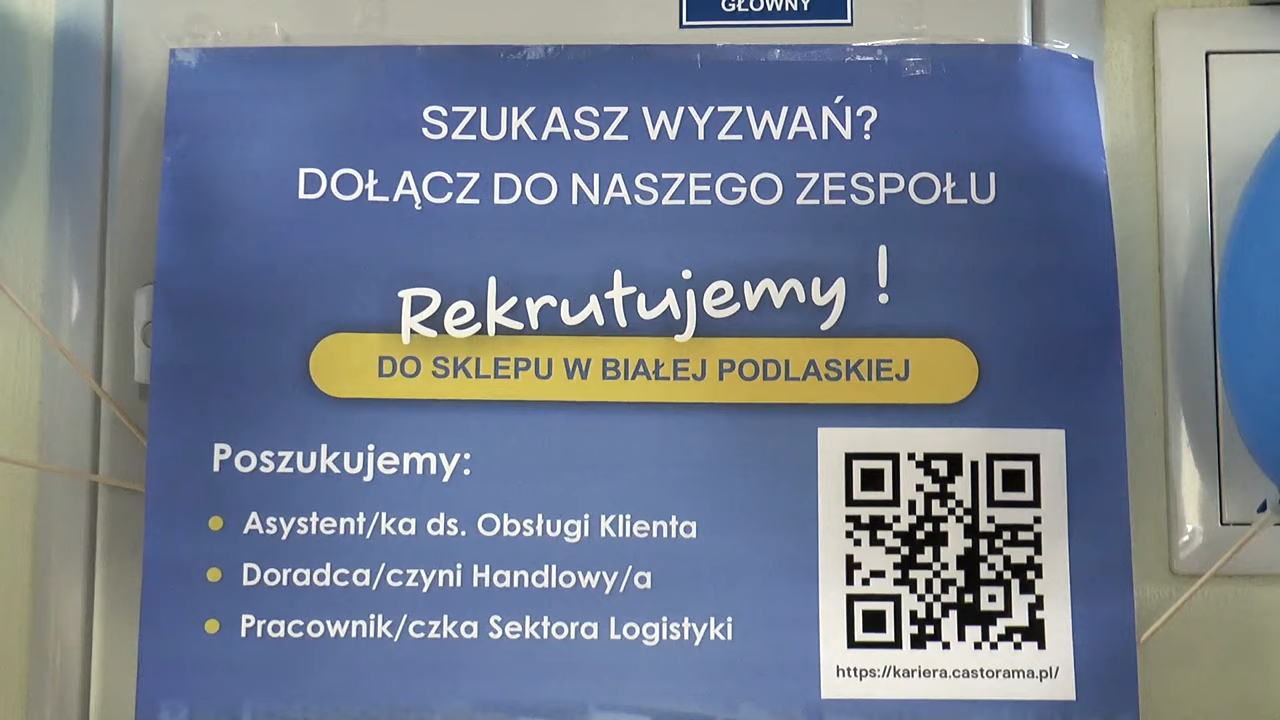 GŁÓWNY
SZUKASZ WYZWAŃ?
DOŁĄCZ DO NASZEGO ZESPOŁU
Rekrutujemy!
DO SKLEPU W BIAŁEJ PODLASKIEJ
Poszukujemy:
Asystent/ka ds. Obsługi Klienta
Doradca/czyni Handlowy/a
Pracownik/czka Sektora Logistyki
https://kariera.castorama.pl/